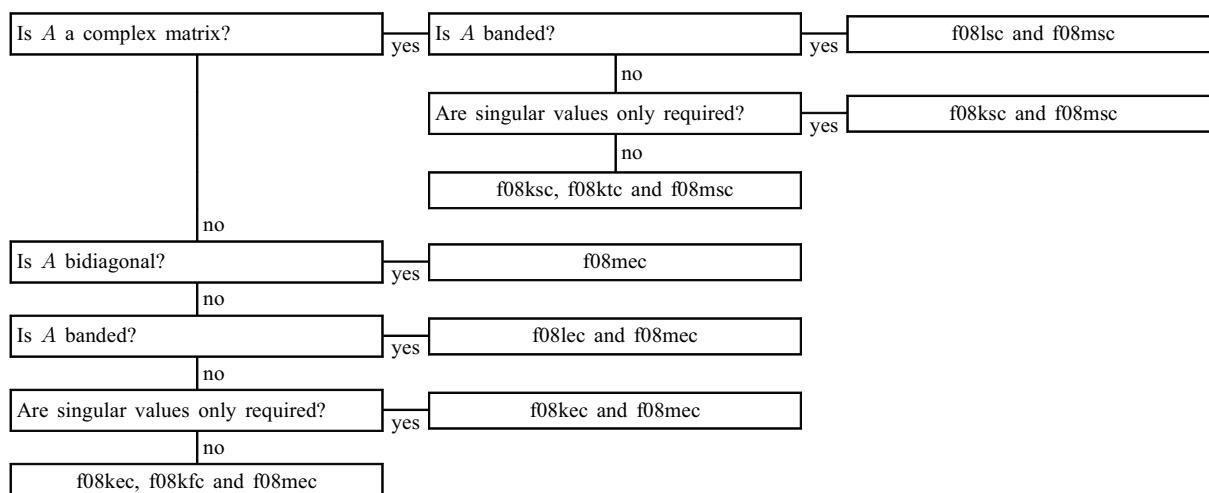 Is A a complex matrix?
yes
Is A banded?
yes
f08lsc and f08msc
no
Are singular values only required?
yes
f08ksc and f08msc
no
f08ksc, f08ktc and f08msc
no
Is A bidiagonal?
yes
f08mec
no
Is A banded?
yes
f08lec and f08mec
no
Are singular values only required?
yes
f08kec and f08mec
no
f08kec, f08kfc and f08mec